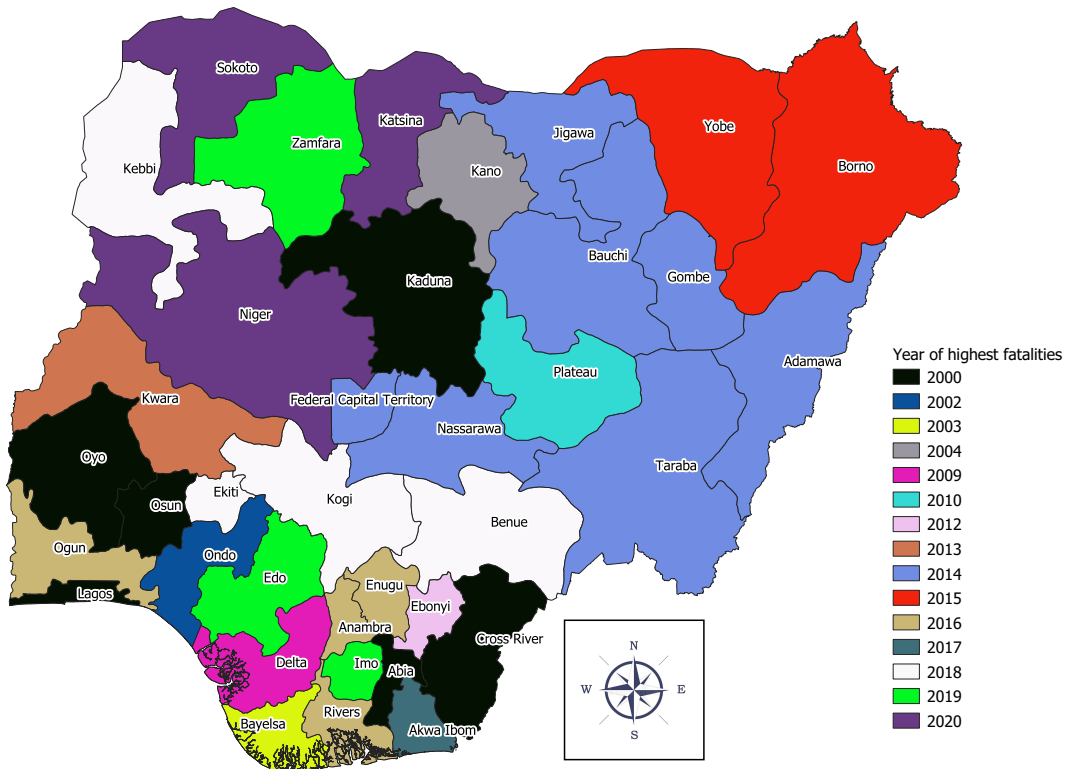 Sokoto
Katsina
Zamfara
Kebbi
Kano
Jigawa
Yobe
Borno
Bauchi
Gombe
Kaduna
Niger
Adamawa
Plateau
Kwara
Federal Capital Territory
Nassarawa
Taraba
Oyo
Osun
Ekiti
Kogi
Benue
Ogun
Ondo
Edo
Enugu
Ebonyi
Lagos
Anambra
Cross River
Delta
Imo
Abia
Bayelsa
Rivers
Akwa Ibom
N
W E
S
Year of highest fatalities
2000
2002
2003
2004
2009
2010
2012
2013
2014
2015
2016
2017
2018
2019
2020